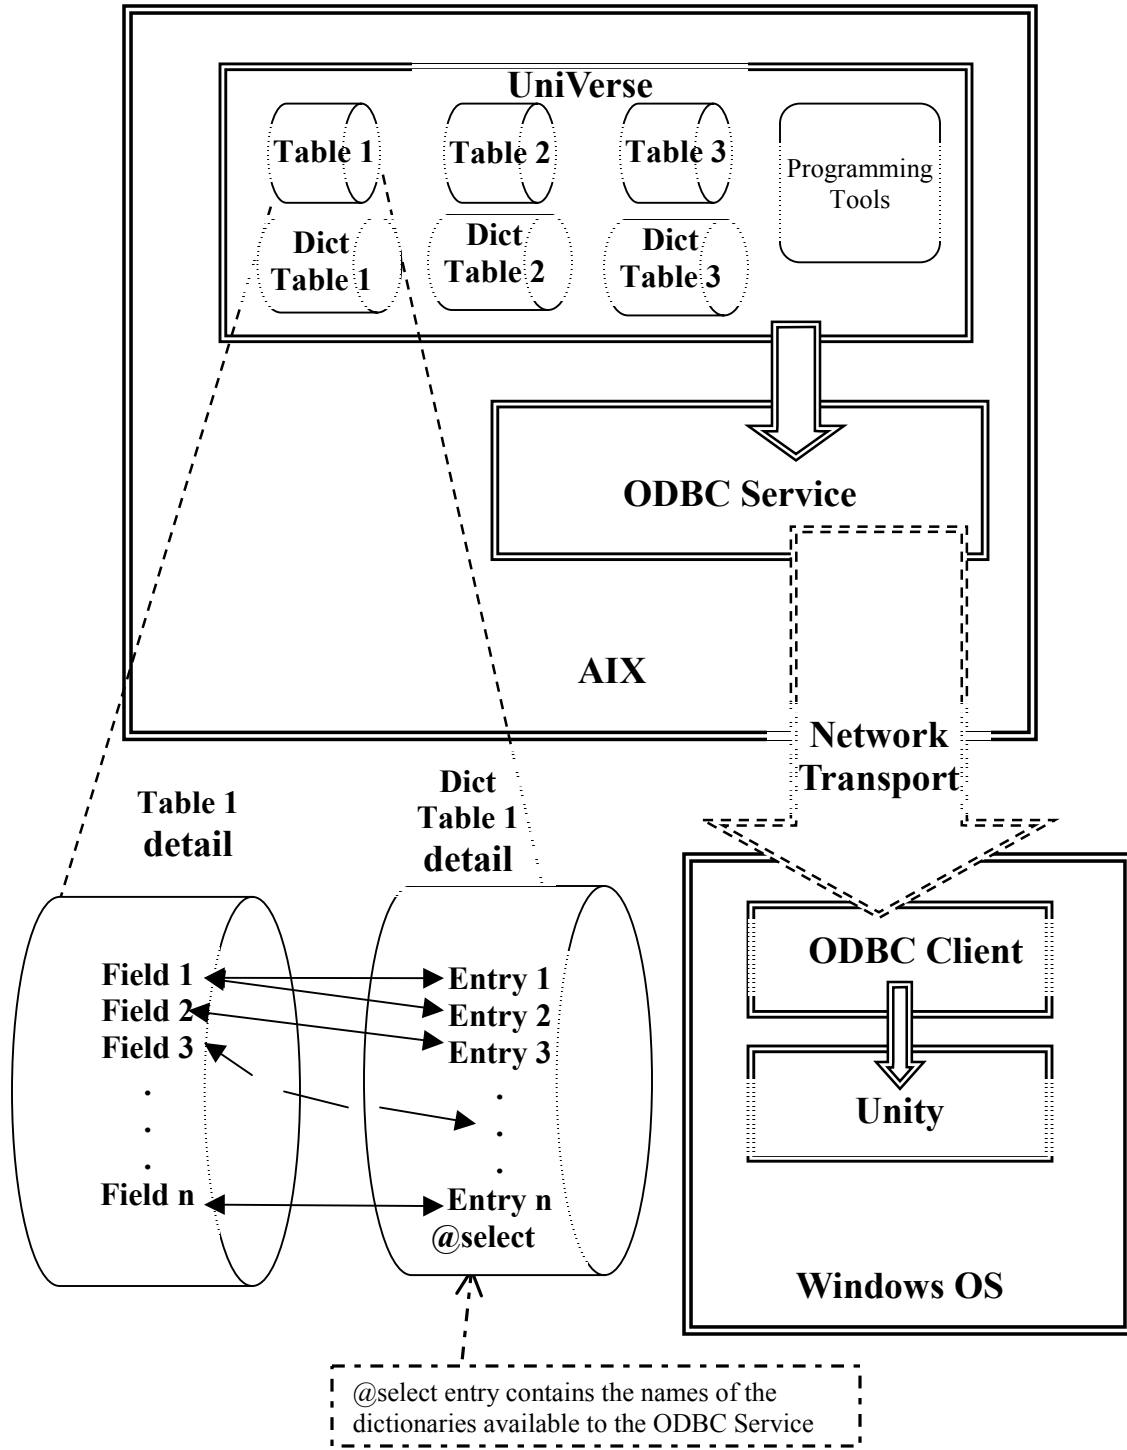 UniVerse
Table 1
Table 2
Table 3
Programming
Tools
Dict
Table 1
Dict
Table 2
Dict
Table 3
ODBC Service
AIX
Network
Transport
Table 1
detail
Dict
Table 1
detail
Field 1
Field 2
Field 3
.
.
.
Field n
Entry 1
Entry 2
Entry 3
.
.
.
Entry n
@select
ODBC Client
Unity
Windows OS
@select entry contains the names of the
dictionaries available to the ODBC Service